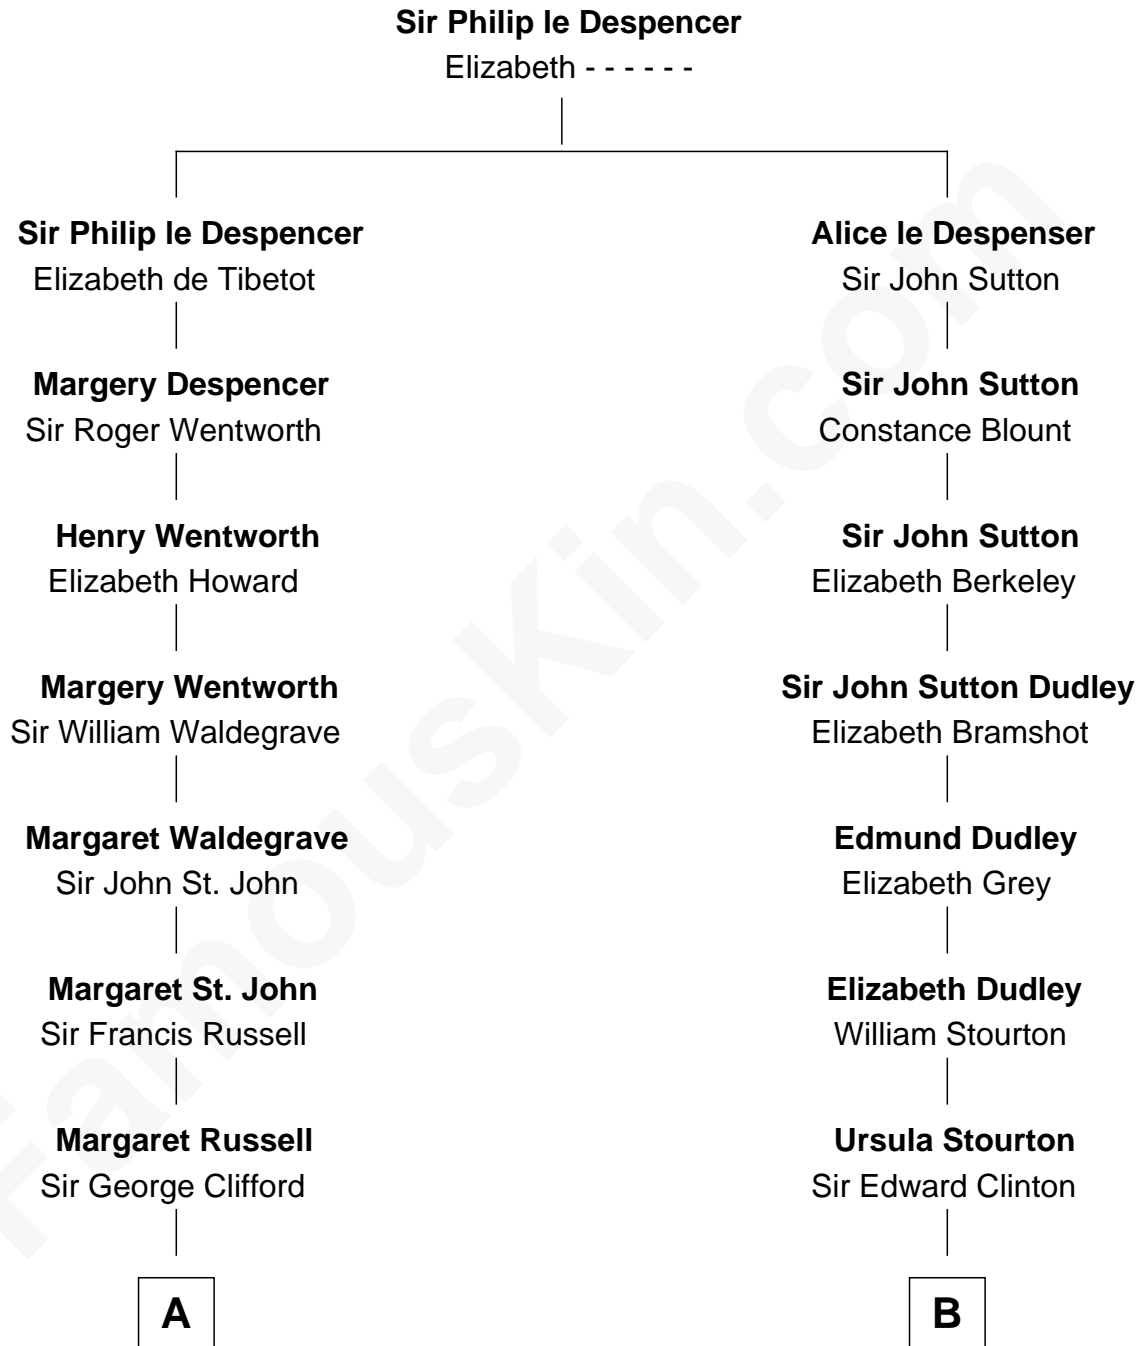 Sir Philip le Despencer
Elizabeth - - - - - -
Sir Philip le Despencer
Elizabeth de Tibetot
Alice le Despenser
Sir John Sutton
Margery Despencer
Sir Roger Wentworth
Sir John Sutton
Constance Blount
Henry Wentworth
Elizabeth Howard
Sir John Sutton
Elizabeth Berkeley
Margery Wentworth
Sir William Waldegrave
Sir John Sutton Dudley
Elizabeth Bramshot
Margaret Waldegrave
Sir John St. John
Edmund Dudley
Elizabeth Grey
Margaret St. John
Sir Francis Russell
Elizabeth Dudley
William Stourton
Margaret Russell
Sir George Clifford
Ursula Stourton
Sir Edward Clinton
A
B
FamousKin.com